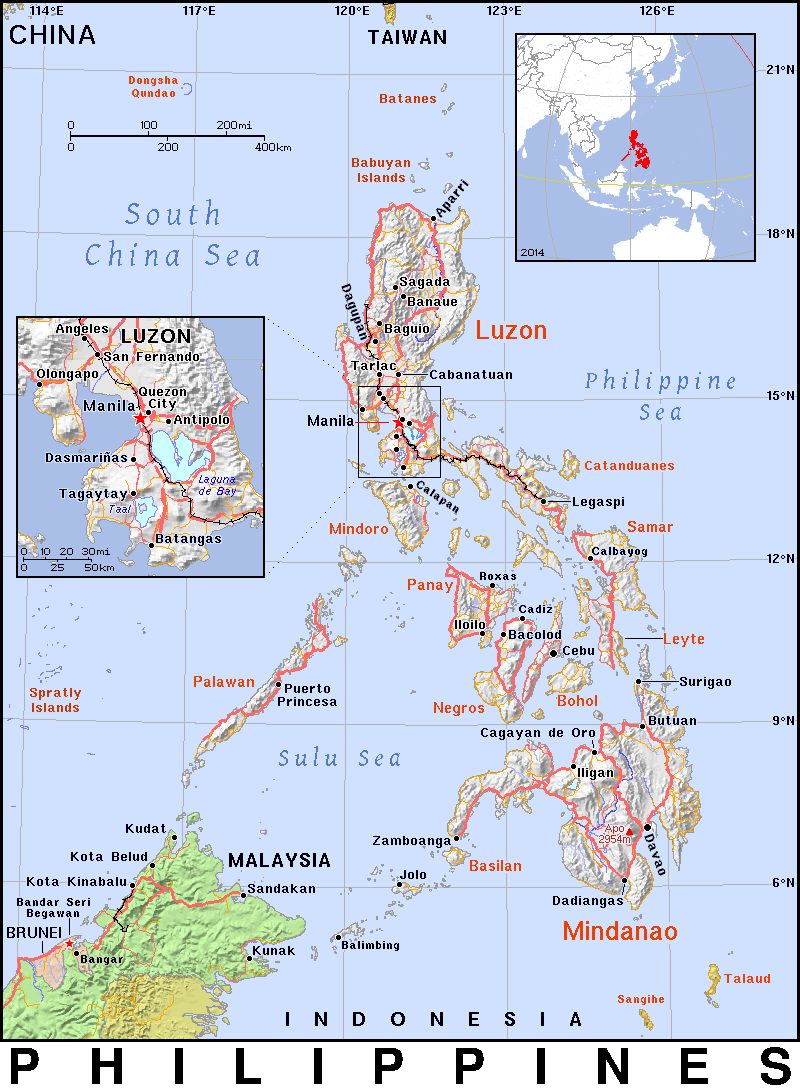 114°E
117°E
120°E
123°E
126°E
CHINA
TAIWAN
21°N
Dongsha
Qundao
Batanes
0 100 200mi
0 200 400km
Babuyan
Islands
Aparri
South
China Sea
18°N
2014
Sagada
Banaue
Dagupan
Baguio
Luzon
Tarlac
Cabanatuan
Philippine
Sea
15°N
Manila
Angeles
LUZON
San Fernando
Olongapo
Quezon
City
Manila
Antipolo
Dasmariñas
Laguna
de Bay
Tagaytay
Taal
Batangas
0 10 20 30mi
0 25 50km
Catanduanes
Calapan
Legaspi
Mindoro
Samar
Calbayog
12°N
Panay
Roxas
Cadiz
Iloilo
Bacolod
Leyte
Cebu
Palawan
Puerto
Princesa
Spratly
Islands
Negros
Bohol
Surigao
Butuan
9°N
Cagayan de Oro
Sulu Sea
Iligan
Apo
2954m
Davao
Kudat
Zamboanga
Kota Belud
MALAYSIA
Basilan
Kota Kinabalu
Sandakan
Jolo
6°N
Dadiangas
Bandar Seri
Begawan
BRUNEI
Bangar
Kunak
Balimbing
Mindanao
Talaud
Sangihe
INDONESIA
PHILIPPINES